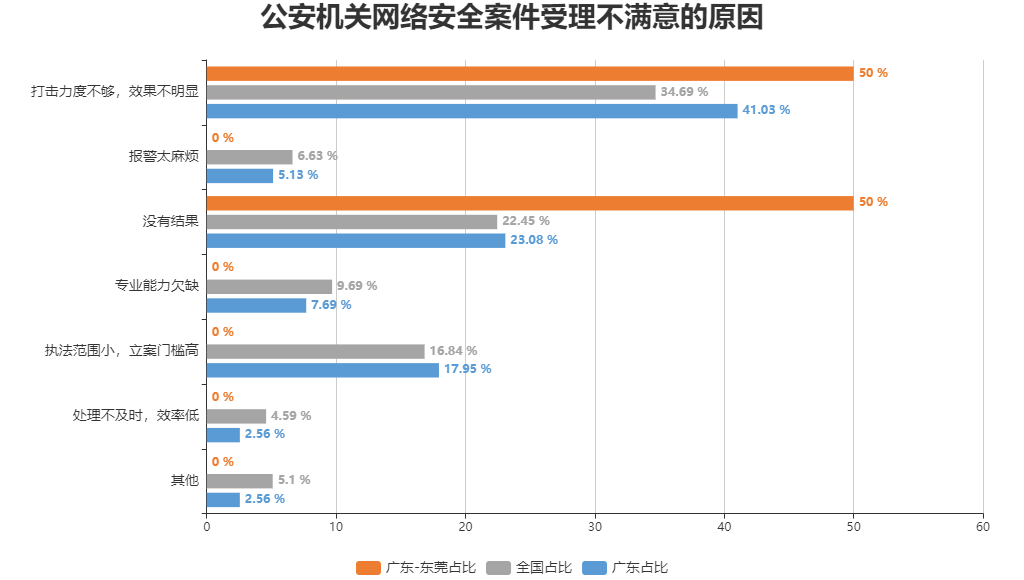 公安机关网络安全案件受理不满意的原因
打击力度不够，效果不明显
50 %
34.69 %
41.03 %
报警太麻烦
0 %
6.63 %
5.13 %
没有结果
50 %
22.45 %
23.08 %
专业能力欠缺
0 %
9.69 %
7.69 %
执法范围小，立案门槛高
0 %
16.84 %
17.95 %
处理不及时，效率低
0 %
4.59 %
2.56 %
其他
0 %
5.1 %
2.56 %
0 10 20 30 40 50 60
广东-东莞占比 全国占比 广东占比